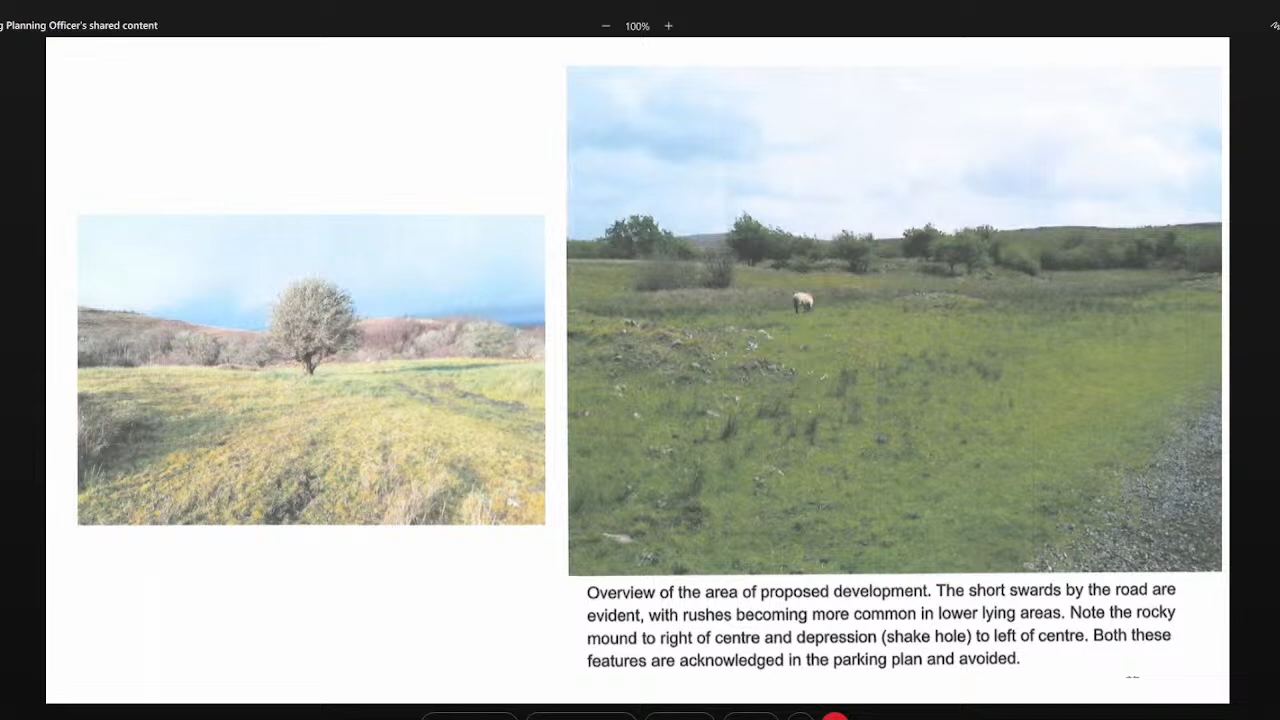 g Planning Officer's shared content
100%
Overview of the area of proposed development. The short swards by the road are
evident, with rushes becoming more common in lower lying areas. Note the rocky
mound to right of centre and depression (shake hole) to left of centre. Both these
features are acknowledged in the parking plan and avoided.